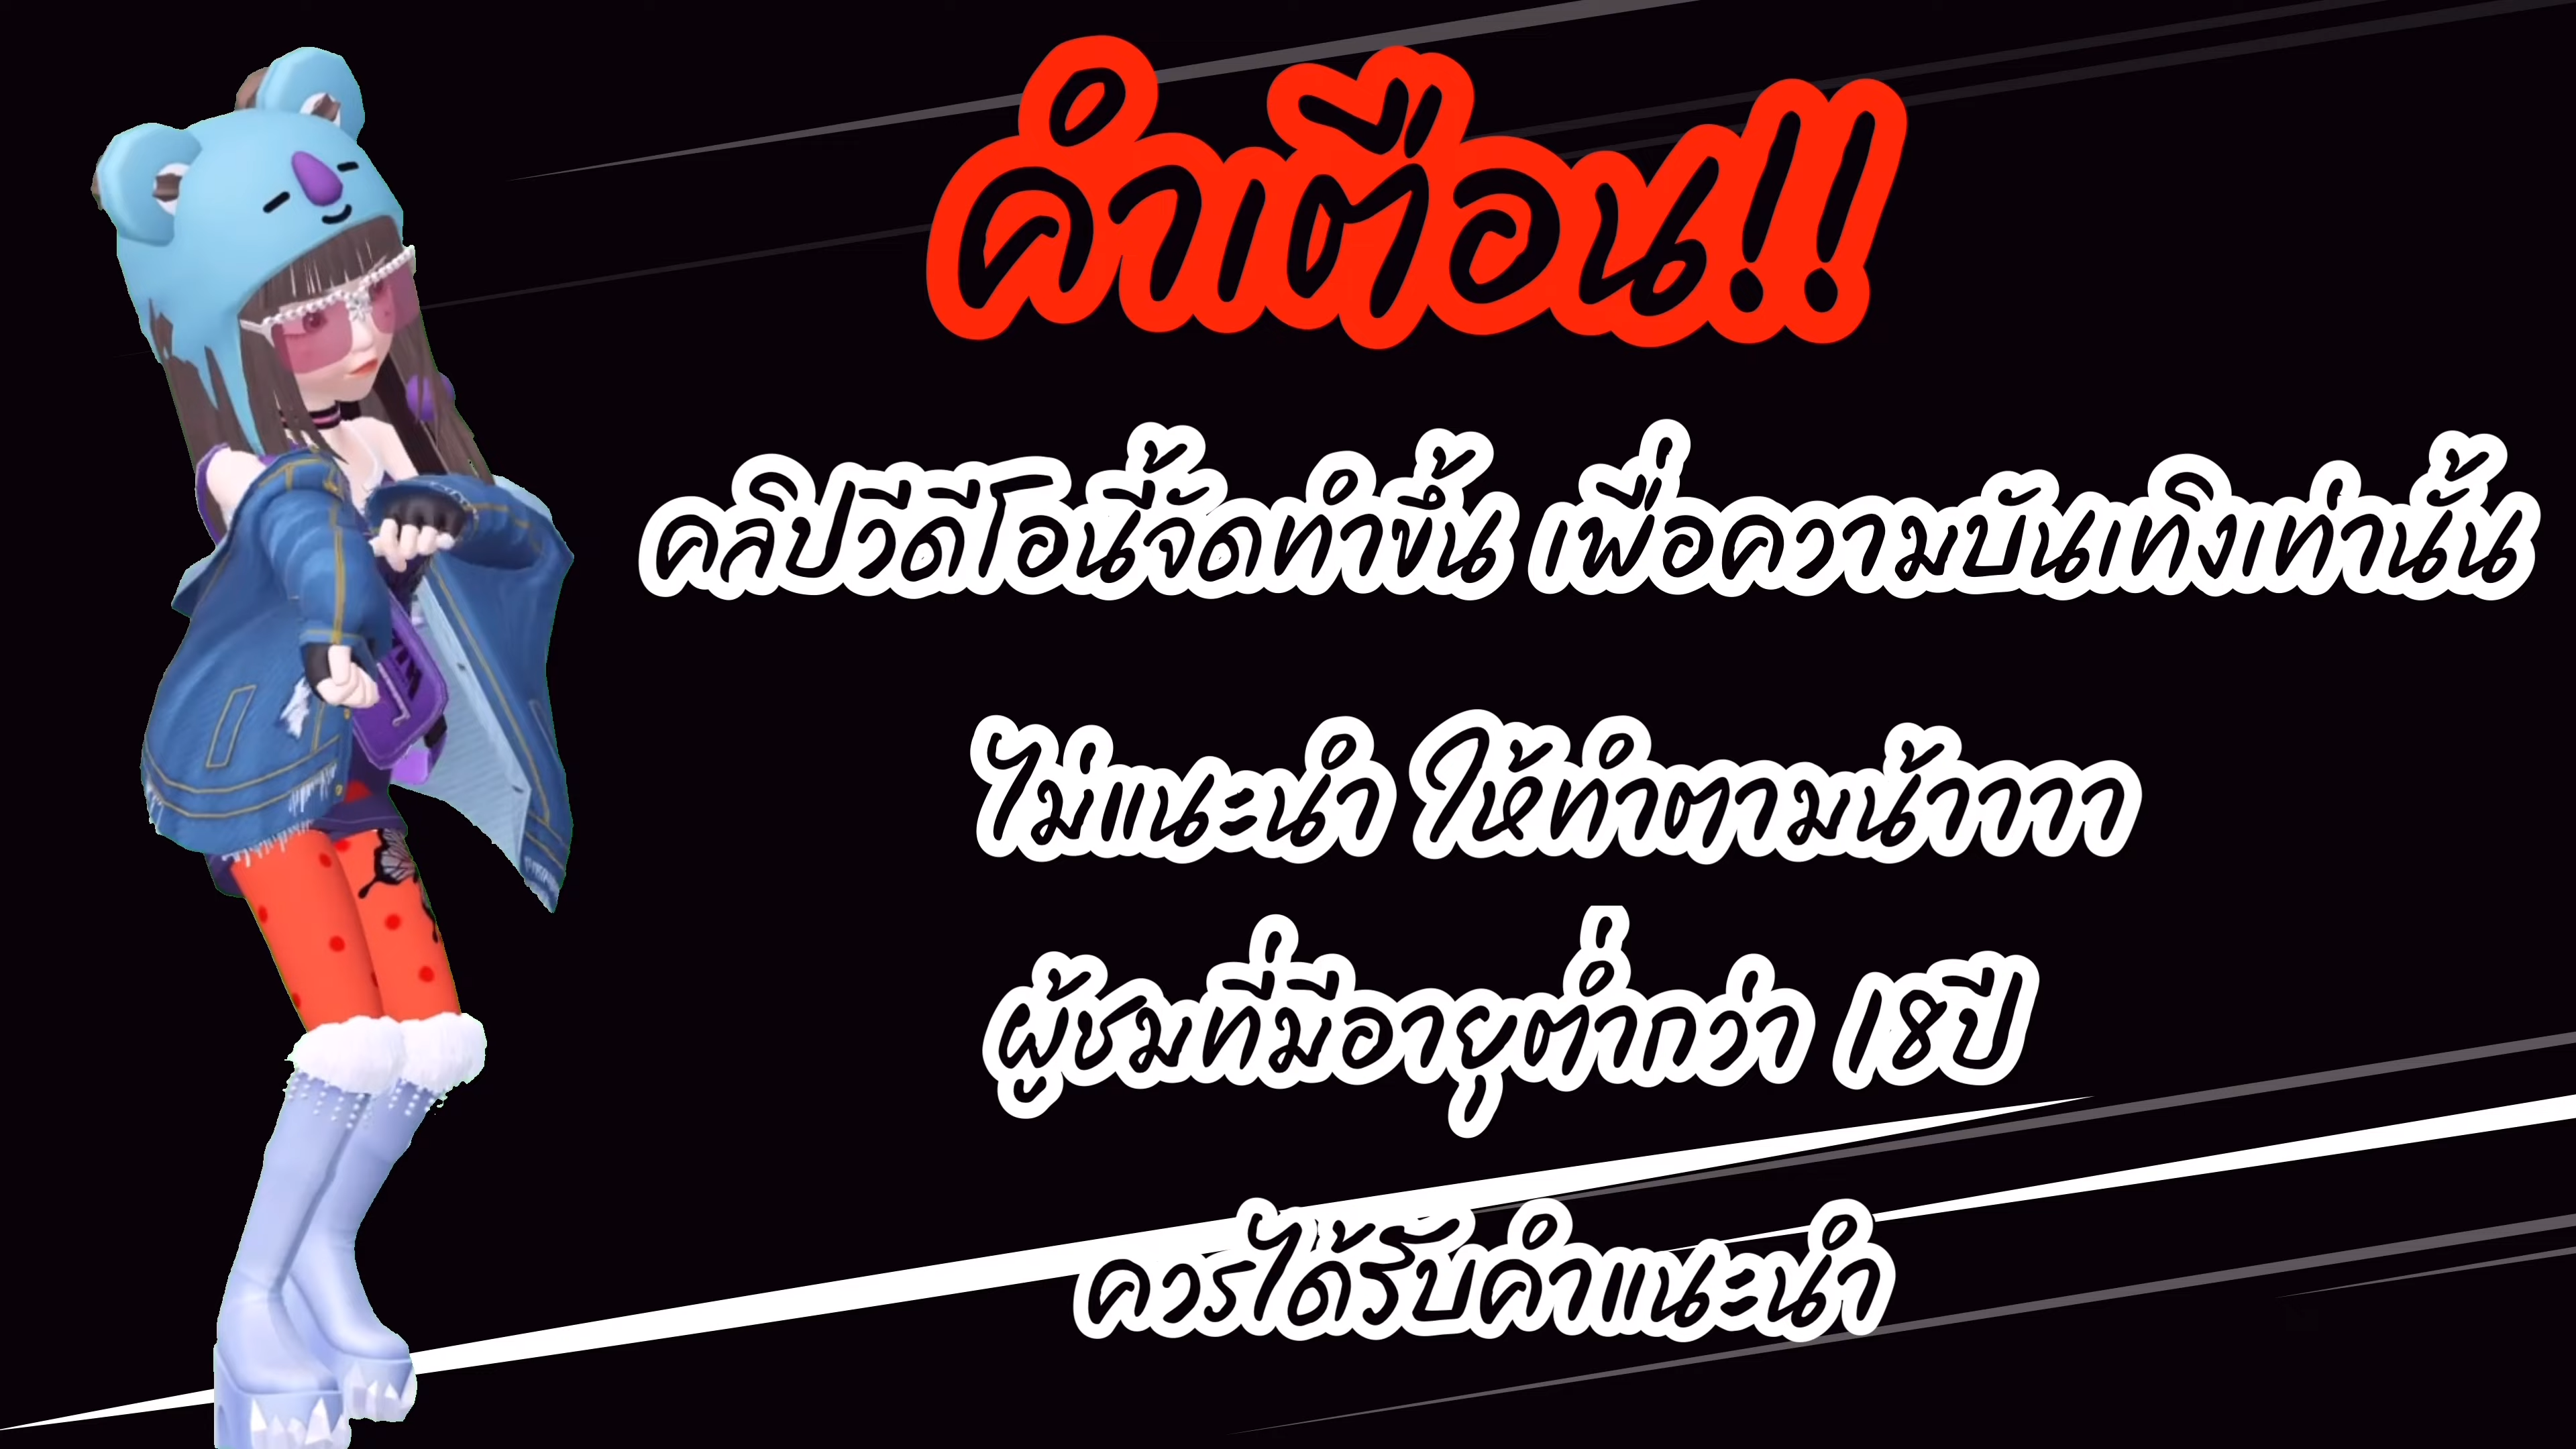 คำเตือน!!
คลิปวีดีโอนี้จัดทำขึ้น เพื่อความบันเทิงเท่านั้น
ไม่แนะนำ ให้ทำตามน้าาาา
ผู้ชมที่มีอายุต่ำกว่า 18ปี
ควรได้รับคำแนะนำ